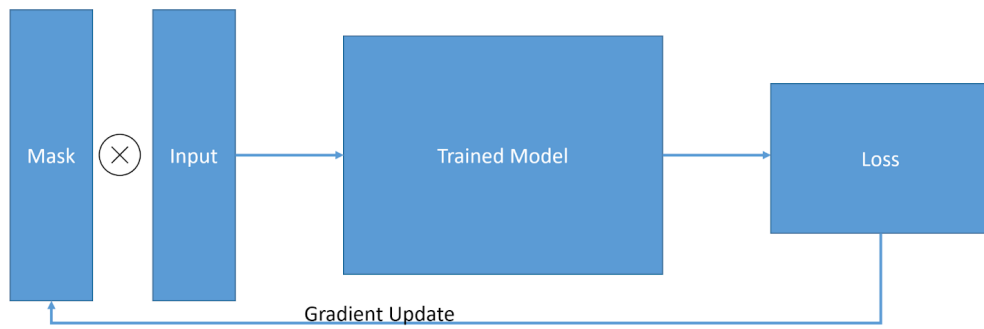 Mask
Input
Trained Model
Loss
Gradient Update